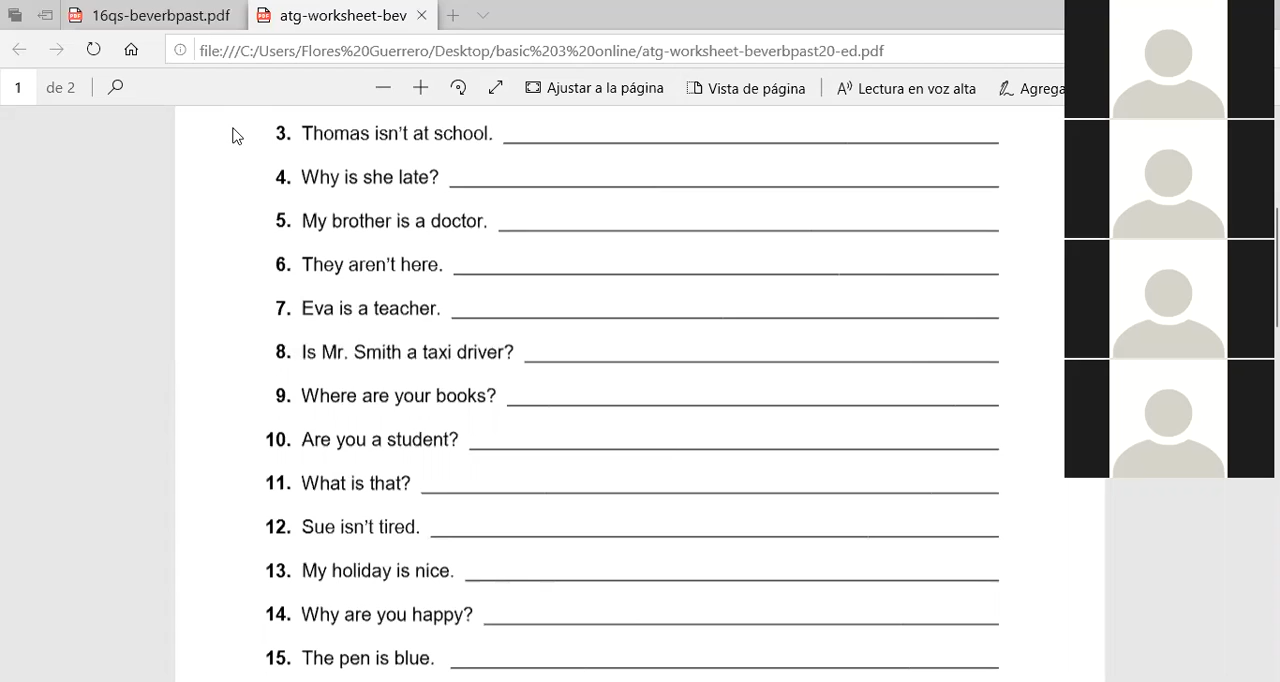 16qs-beverbpast.pdf
atg-worksheet-bev
file:///C:/Users/Flores%20Guerrero/Desktop/basic%203%20online/atg-worksheet-beverbpast20-ed.pdf
1 de 2 Ajustar a la página Vista de página Lectura en voz alta Agrega
3. Thomas isn't at school.
4. Why is she late?
5. My brother is a doctor.
6. They aren't here.
7. Eva is a teacher.
8. Is Mr. Smith a taxi driver?
9. Where are your books?
10. Are you a student?
11. What is that?
12. Sue isn't tired.
13. My holiday is nice.
14. Why are you happy?
15. The pen is blue.